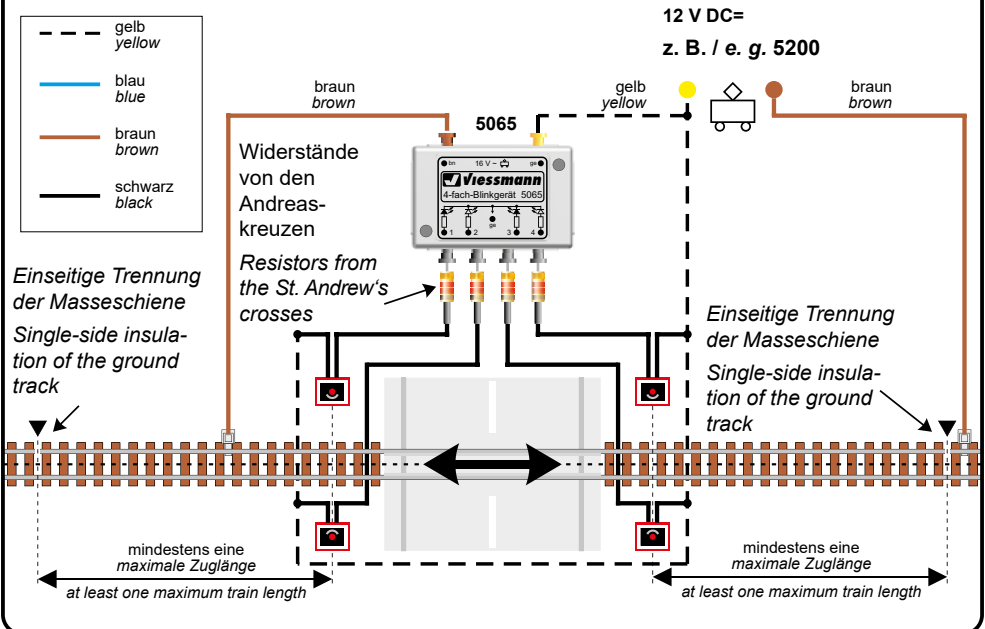 gelb
yellow
blau
blue
braun
brown
schwarz
black
12 V DC=
z. B. / e. g. 5200
braun
brown
gelb
yellow
braun
brown
5065
Widerstände
von den
Andreas-
kreuzen
Resistors from
the St. Andrew‘s
crosses
bn 16 V ~ ge
Viessmann
4-fach-Blinkgerät 5065
ge
1 2 3 4
Einseitige Trennung
der Masseschiene
Single-side insula-
tion of the ground
track
Einseitige Trennung
der Masseschiene
Single-side insula-
tion of the ground
track
mindestens eine
maximale Zuglänge
at least one maximum train length
mindestens eine
maximale Zuglänge
at least one maximum train length